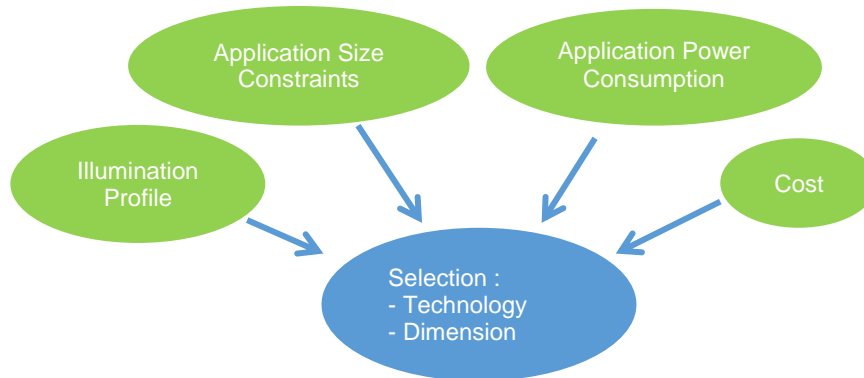 Application Size
Constraints
Application Power
Consumption
Illumination
Profile
Cost
Selection :
- Technology
- Dimension